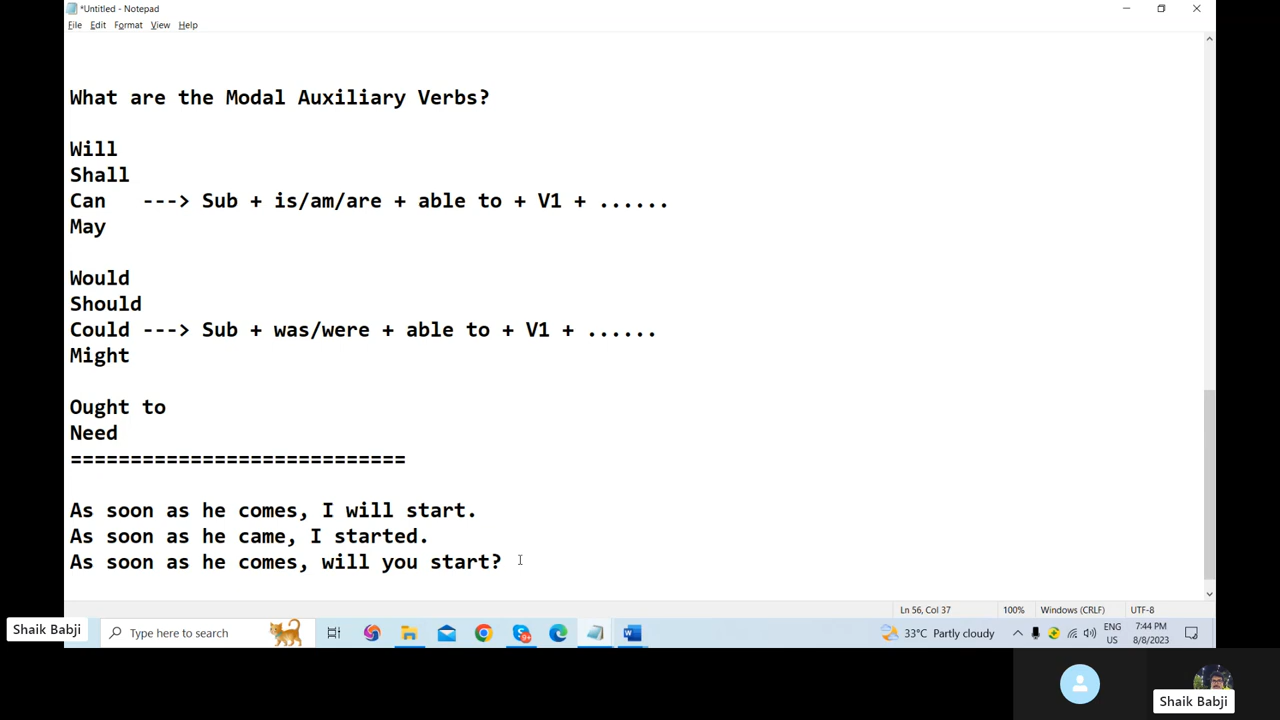 *Untitled - Notepad
File Edit Format View Help
What are the Modal Auxiliary Verbs?
Will
Shall
Can ---> Sub + is/am/are + able to + V1 + ......
May
Would
Should
Could ---> Sub + was/were + able to + V1 + ......
Might
Ought to
Need
============================
As soon as he comes, I will start.
As soon as he came, I started.
As soon as he comes, will you start?
Ln 56, Col 37 100% Windows (CRLF) UTF-8
Shaik Babji
Type here to search
33°C Partly cloudy
ENG
US
7:44 PM
8/8/2023
Shaik Babji